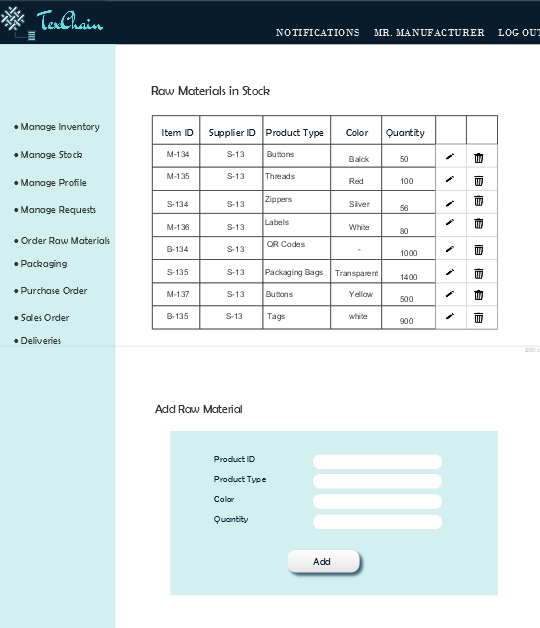 TexChain
NOTIFICATIONS MR. MANUFACTURER LOG OUT
Raw Materials in Stock
• Manage Inventory
• Manage Stock
• Manage Profile
• Manage Requests
• Order Raw Materials
• Packaging
• Purchase Order
• Sales Order
• Deliveries
Item ID Supplier ID Product Type Color Quantity
M-134 S-13 Buttons Balck 50
M-135 S-13 Threads Red 100
S-134 S-13 Zippers Silver 56
M-136 S-13 Labels White 80
B-134 S-13 QR Codes - 1000
S-135 S-13 Packaging Bags Transparent 1400
M-137 S-13 Buttons Yellow 500
B-135 S-13 Tags white 900
Add Raw Material
Product ID
Product Type
Color
Quantity
Add